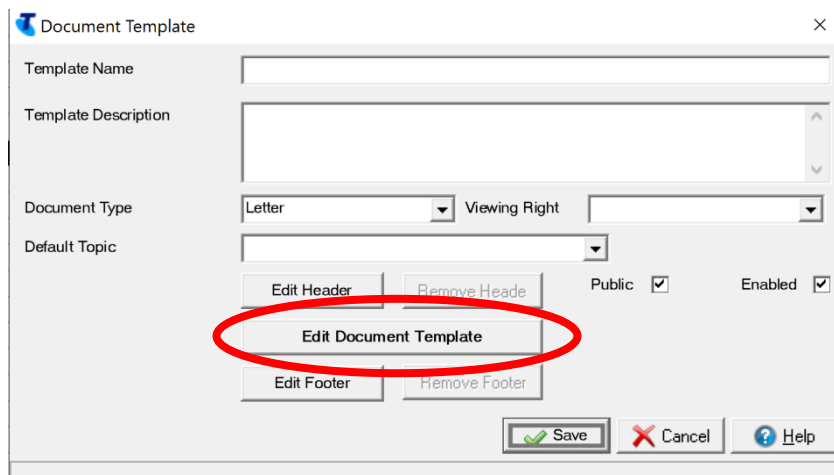 Document Template
Template Name
Template Description
Document Type Letter Viewing Right
Default Topic
Edit Header Remove Heade Public Enabled
Edit Document Template
Edit Footer Remove Footer
Save Cancel Help